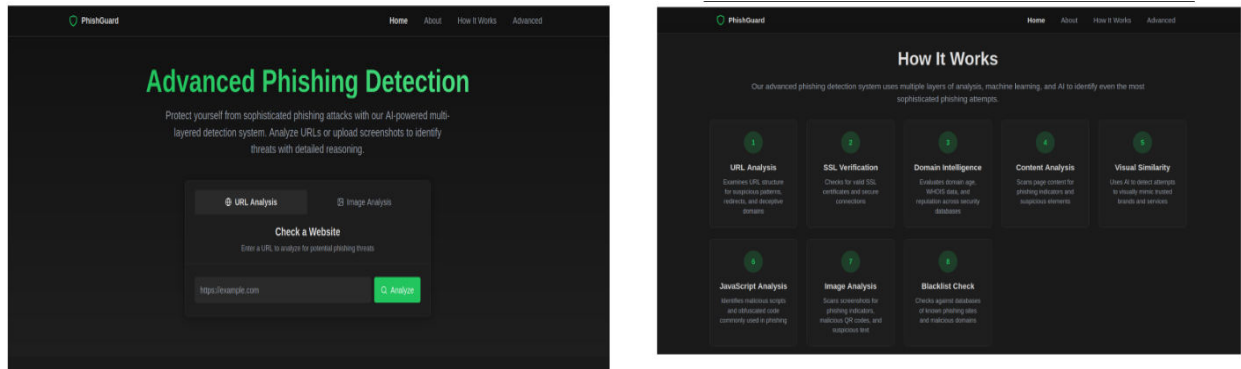 PhishGuard
Home About How It Works Advanced
Advanced Phishing Detection
Protect yourself from sophisticated phishing attacks with our AI-powered multi-
layered detection system. Analyze URLs or upload screenshots to identify
threats with detailed reasoning.
URL Analysis Image Analysis
Check a Website
Enter a URL to analyze for potential phishing threats
https://example.com Analyze
PhishGuard
Home About How It Works Advanced
How It Works
Our advanced phishing detection system uses multiple layers of analysis, machine learning, and AI to identify even the most
sophisticated phishing attempts.
1
URL Analysis
Examines URL structure
for suspicious patterns,
redirects, and deceptive
domains
2
SSL Verification
Checks for valid SSL
certificates and secure
connections
3
Domain Intelligence
Evaluates domain age,
WHOIS data, and
reputation across security
databases
4
Content Analysis
Scans page content for
phishing indicators and
suspicious elements
5
Visual Similarity
Uses AI to detect attempts
to visually mimic trusted
brands and services
6
JavaScript Analysis
Identifies malicious scripts
and obfuscated code
commonly used in phishing
7
Image Analysis
Scans screenshots for
phishing indicators,
malicious QR codes, and
suspicious text
8
Blacklist Check
Checks against databases
of known phishing sites
and malicious domains